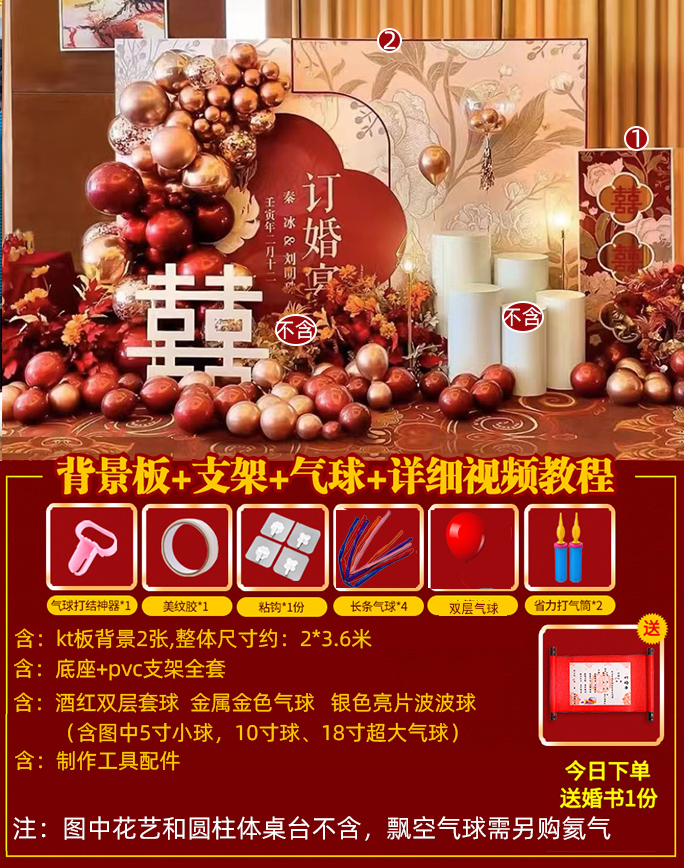 ②
①
订婚宴
秦冰&刘明
壬寅年二月十二
囍
囍
囍
不含
不含
背景板+支架+气球+详细视频教程
气球打结神器*1
美纹胶*1
粘钩*1份
长条气球*4
双层气球
省力打气筒*2
含：kt板背景2张,整体尺寸约：2*3.6米
含：底座+pvc支架全套
含：酒红双层套球 金属金色气球 银色亮片波波球
（含图中5寸小球，10寸球、18寸超大气球）
含：制作工具配件
送
今日下单
送婚书1份
注：图中花艺和圆柱体桌台不含，飘空气球需另购氦气